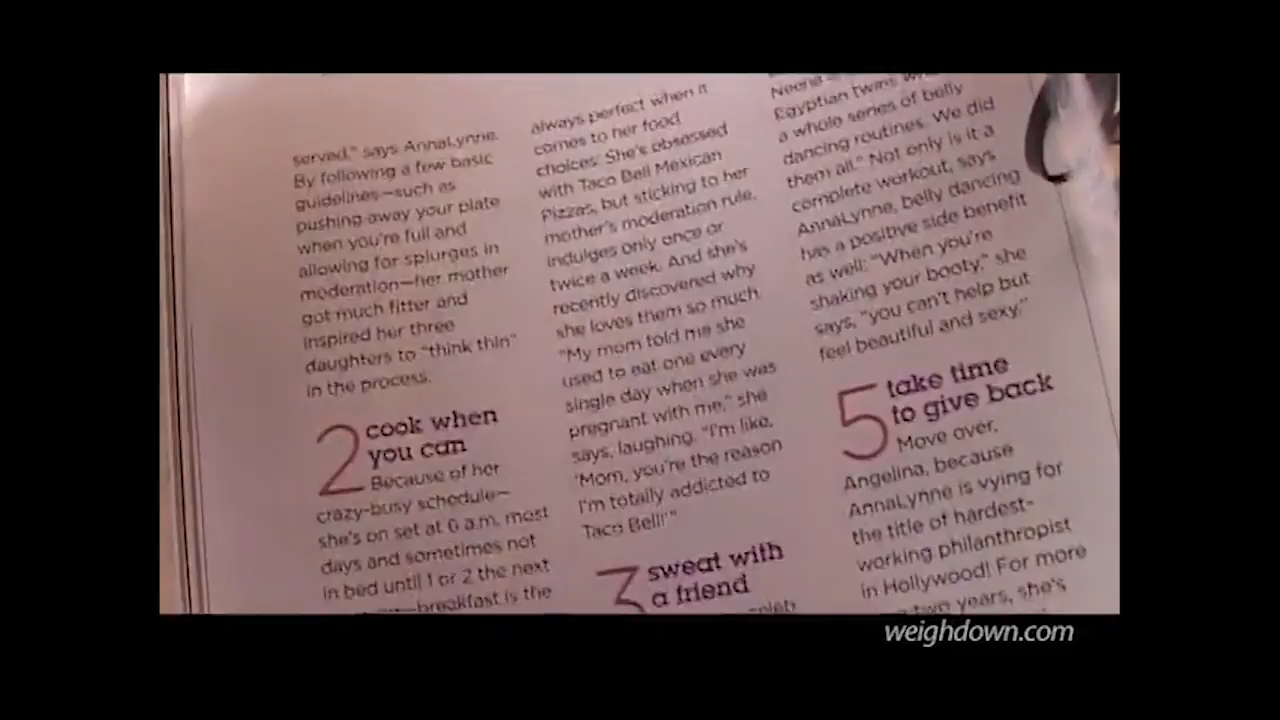 served," says AnnaLynne.
By following a few basic
guidelines—such as
pushing away your plate
when you're full and
allowing for splurges in
moderation—her mother
got much fitter and
inspired her three
daughters to "think thin"
in the process.
2 cook when
you can
Because of her
crazy-busy schedule—
she's on set at 6 a.m. most
days and sometimes not
in bed until 1 or 2 the next
—breakfast is the
always perfect when it
comes to her food
choices: She's obsessed
with Taco Bell Mexican
Pizzas, but sticking to her
mother's moderation rule,
indulges only once or
twice a week. And she's
recently discovered why
she loves them so much.
"My mom told me she
used to eat one every
single day when she was
pregnant with me," she
says, laughing. "I'm like,
'Mom, you're the reason
I'm totally addicted to
Taco Bell!'"
3 sweat with
a friend
Egyptian twins
a whole series of belly
dancing routines. We did
them all." Not only is it a
complete workout, says
AnnaLynne, belly dancing
has a positive side benefit
as well: "When you're
shaking your booty," she
says, "you can't help but
feel beautiful and sexy."
5 take time
to give back
Move over,
Angelina, because
AnnaLynne is vying for
the title of hardest-
working philanthropist
in Hollywood! For more
two years, she's
weighdown.com